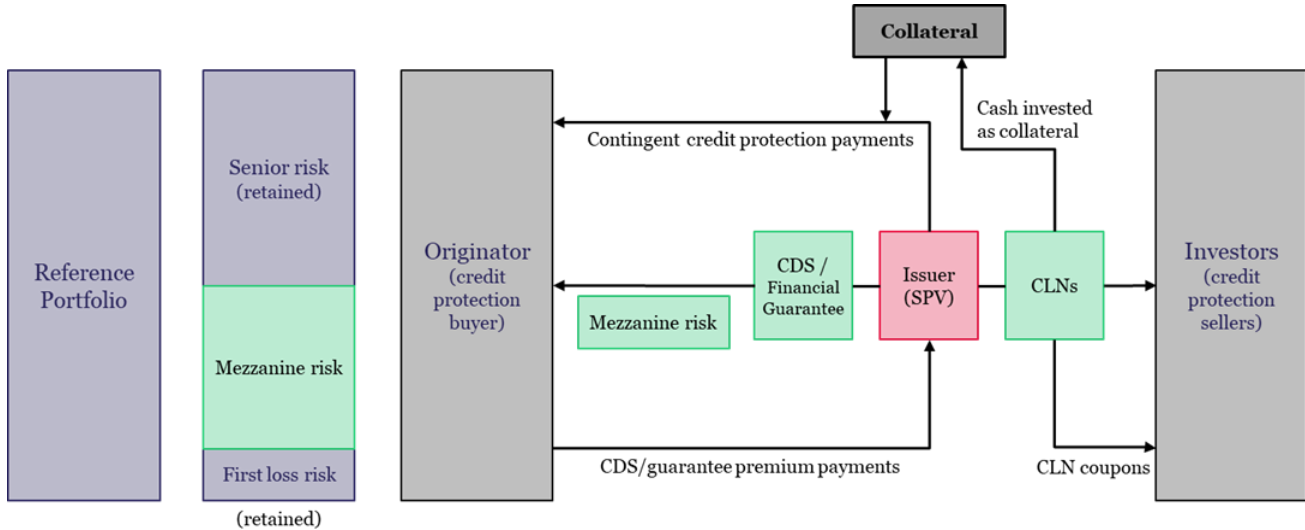 Collateral
Reference
Portfolio
Senior risk
(retained)
Mezzanine risk
First loss risk
(retained)
Originator
(credit
protection
buyer)
Contingent credit protection payments
Cash invested
as collateral
CDS /
Financial
Guarantee
Mezzanine risk
Issuer
(SPV)
CLNs
Investors
(credit
protection
sellers)
CDS/guarantee premium payments
CLN coupons